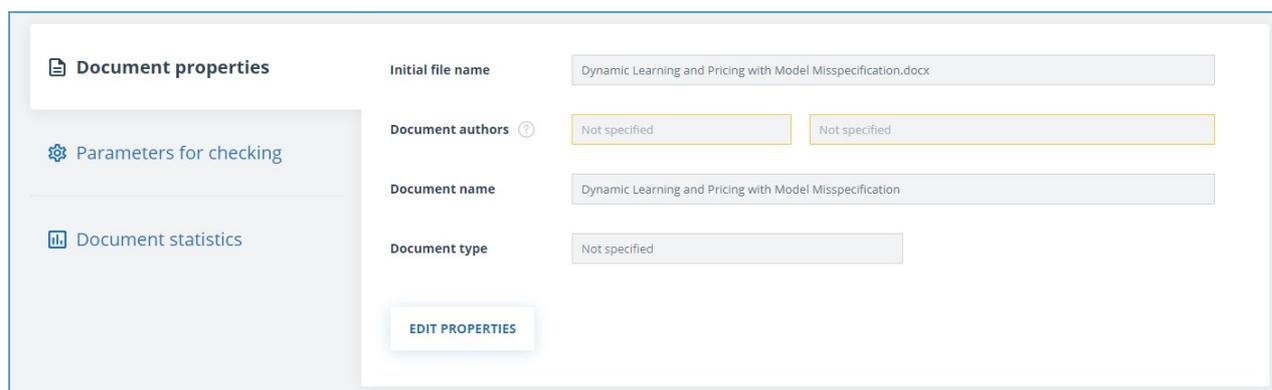 Document properties
Parameters for checking
Document statistics
Initial file name Dynamic Learning and Pricing with Model Misspecification.docx
Document authors ? Not specified Not specified
Document name Dynamic Learning and Pricing with Model Misspecification
Document type Not specified
EDIT PROPERTIES